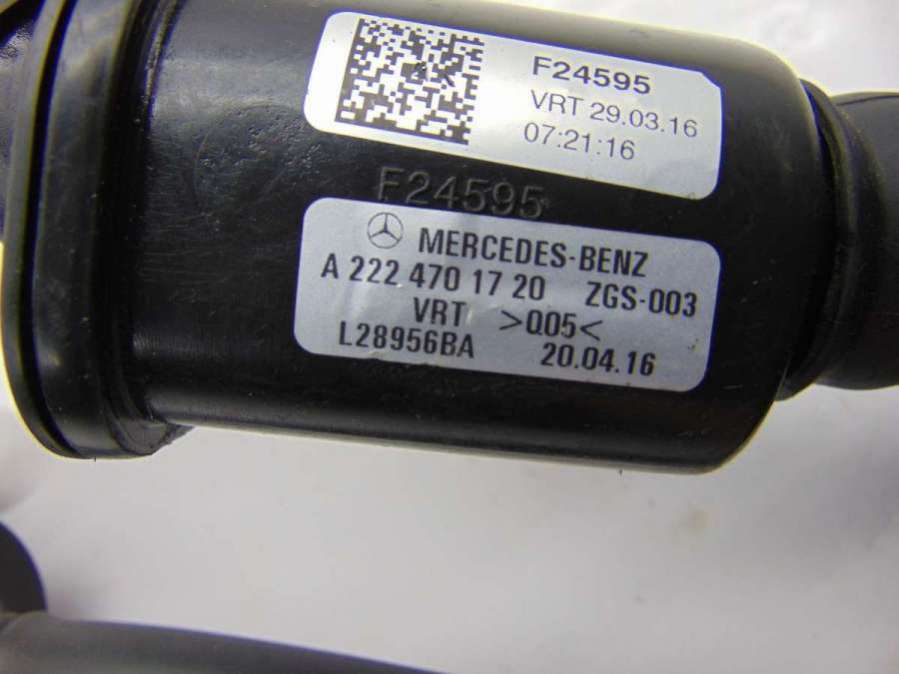 F24595
VRT 29.03.16
07:21:16
F24595
MERCEDES-BENZ
A 222 470 17 20 ZGS-003
VRT >005<
L28956BA 20.04.16